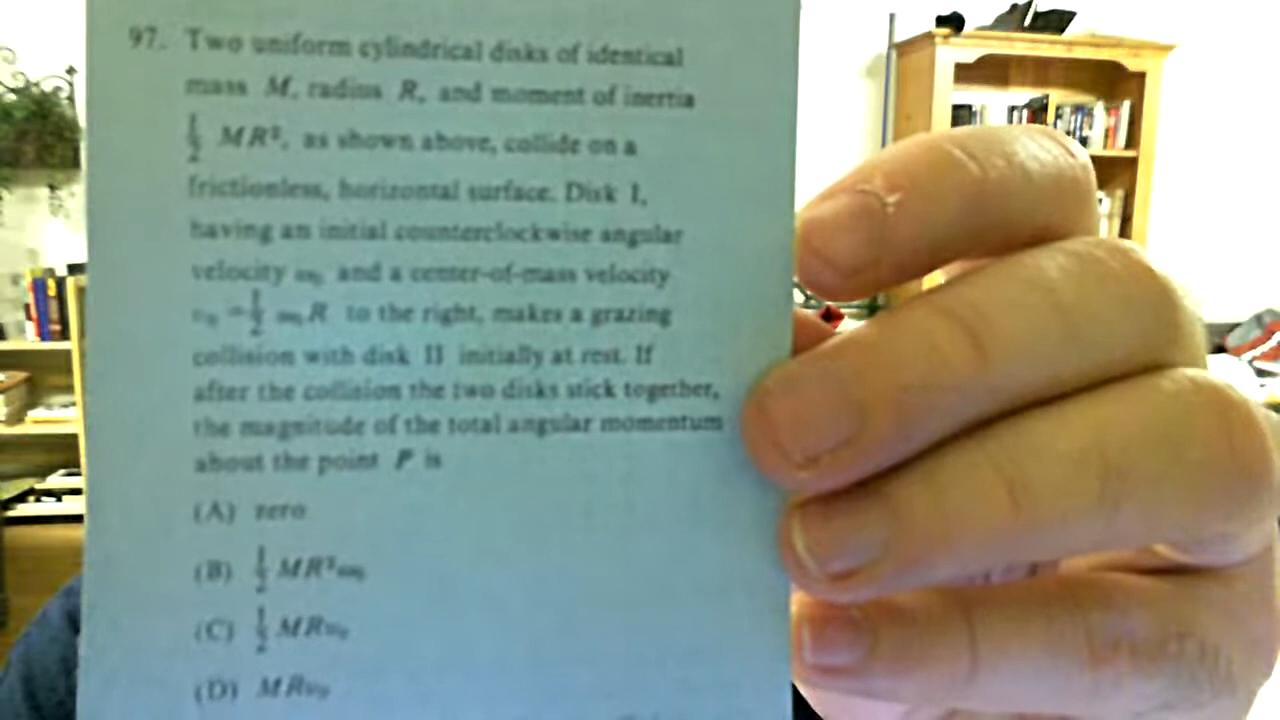 97. Two uniform cylindrical disks of identical
mass M, radius R, and moment of inertia
½ MR², as shown above, collide on a
frictionless, horizontal surface. Disk I,
having an initial counterclockwise angular
velocity ω₀ and a center-of-mass velocity
v₀ = ½ ω₀R to the right, makes a grazing
collision with disk II initially at rest. If
after the collision the two disks stick together,
the magnitude of the total angular momentum
about the point P is
(A) zero
(B) ½ MR²ω₀
(C) ½ MRv₀
(D) MRv₀